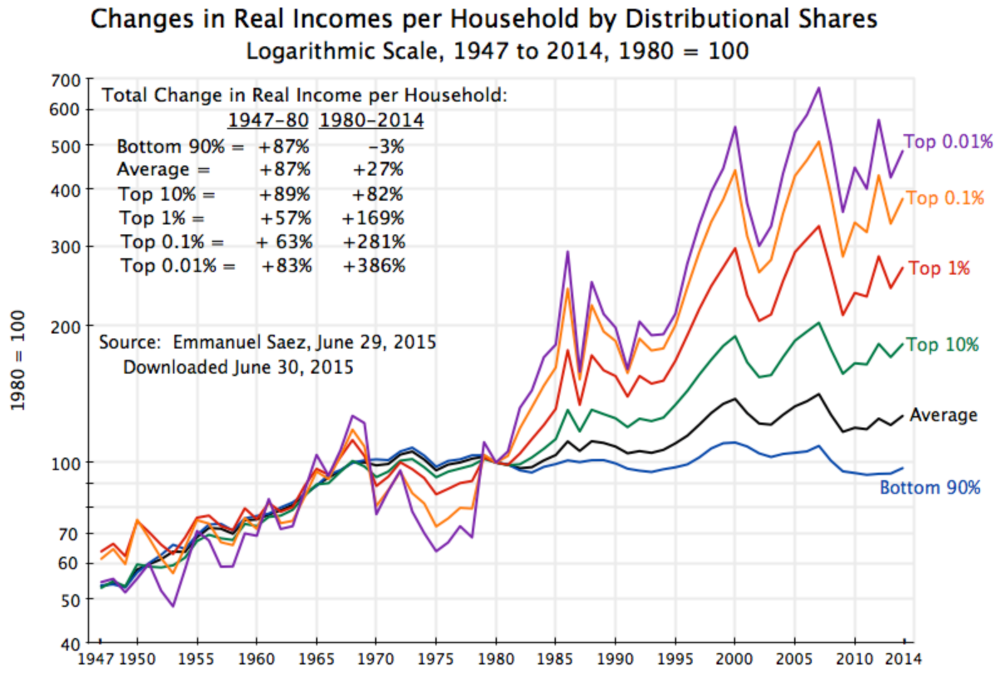 Changes in Real Incomes per Household by Distributional Shares
Logarithmic Scale, 1947 to 2014, 1980 = 100
Total Change in Real Income per Household:
1947–80 1980–2014
Bottom 90% = +87% –3%
Average = +87% +27%
Top 10% = +89% +82%
Top 1% = +57% +169%
Top 0.1% = + 63% +281%
Top 0.01% = +83% +386%
Source: Emmanuel Saez, June 29, 2015
Downloaded June 30, 2015
1980 = 100
700
600
500
400
300
200
100
70
60
50
40
Top 0.01%
Top 0.1%
Top 1%
Top 10%
Average
Bottom 90%
1947 1950 1955 1960 1965 1970 1975 1980 1985 1990 1995 2000 2005 2010 2014